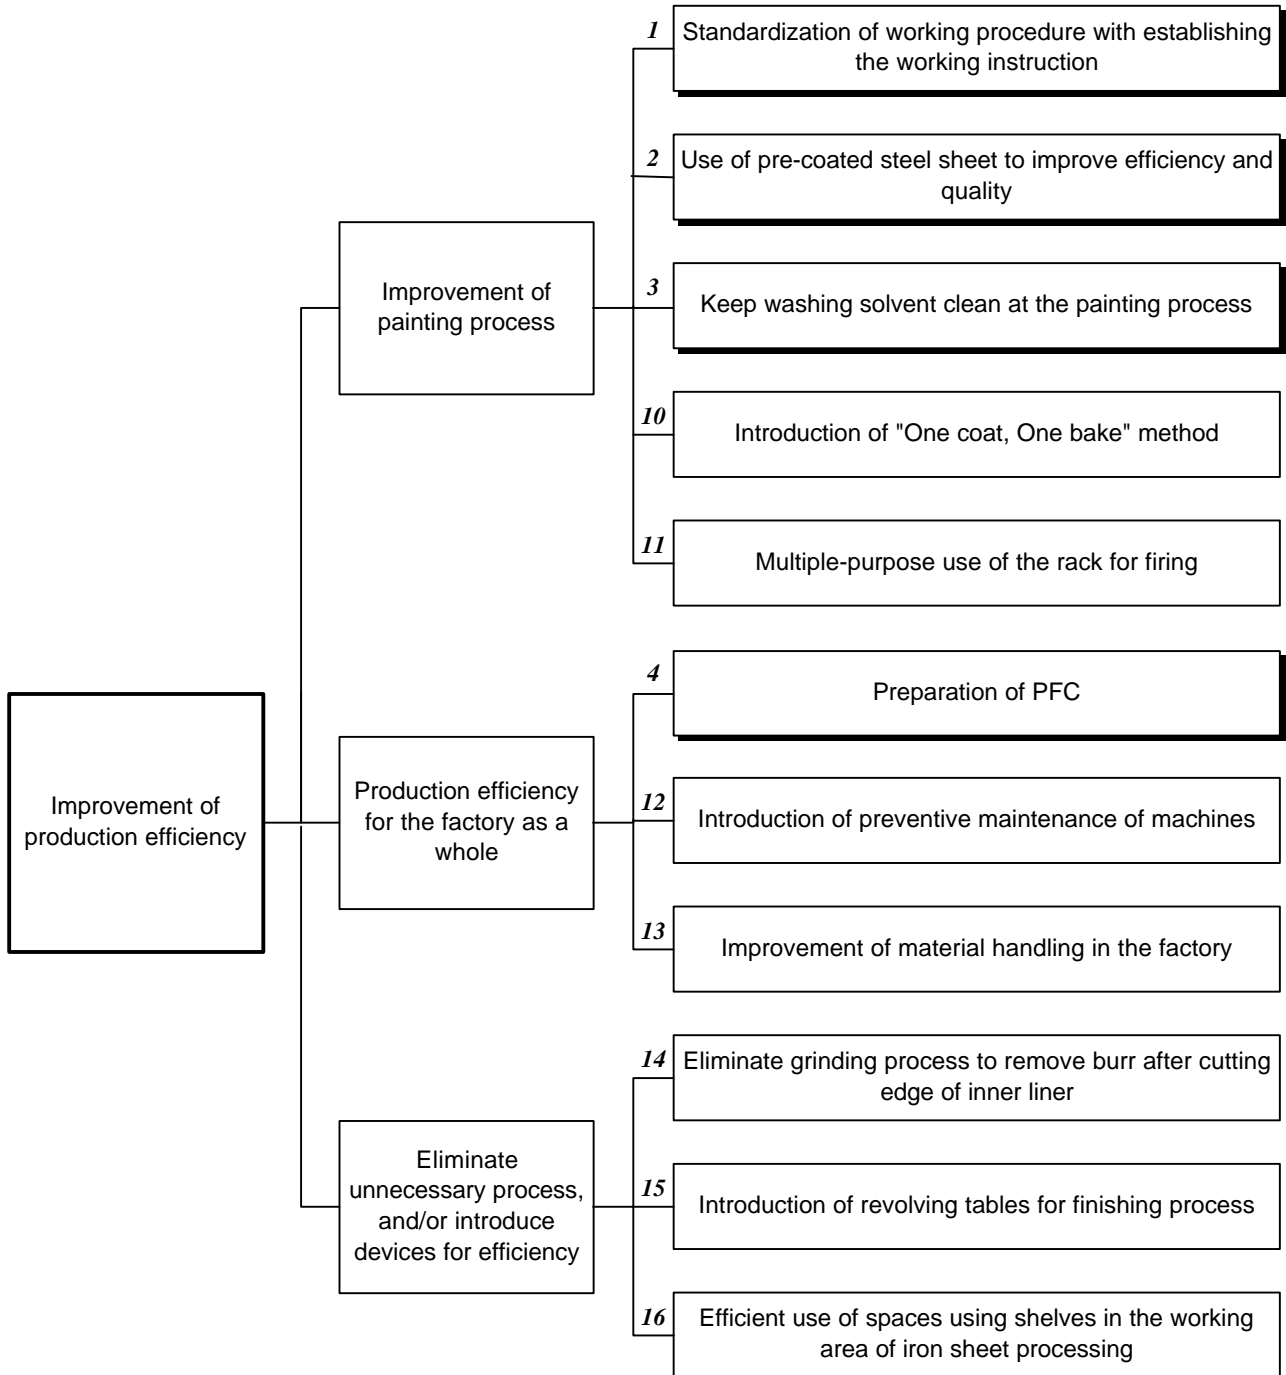 1
Standardization of working procedure with establishing
the working instruction
2
Use of pre-coated steel sheet to improve efficiency and
quality
Improvement of
painting process
3
Keep washing solvent clean at the painting process
10
Introduction of "One coat, One bake" method
11
Multiple-purpose use of the rack for firing
4
Preparation of PFC
Improvement of
production efficiency
Production efficiency
for the factory as a
whole
12
Introduction of preventive maintenance of machines
13
Improvement of material handling in the factory
14
Eliminate grinding process to remove burr after cutting
edge of inner liner
Eliminate
unnecessary process,
and/or introduce
devices for efficiency
15
Introduction of revolving tables for finishing process
16
Efficient use of spaces using shelves in the working
area of iron sheet processing